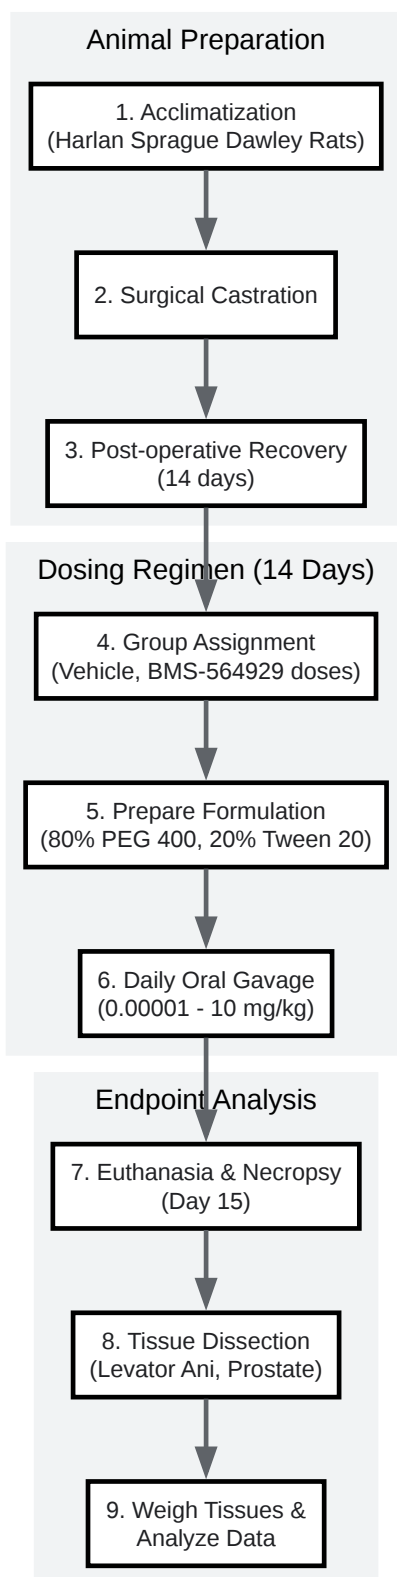 Animal Preparation
1. Acclimatization
(Harlan Sprague Dawley Rats)
2. Surgical Castration
3. Post-operative Recovery
(14 days)
Dosing Regimen (14 Days)
4. Group Assignment
(Vehicle, BMS-564929 doses)
5. Prepare Formulation
(80% PEG 400, 20% Tween 20)
6. Daily Oral Gavage
(0.00001 - 10 mg/kg)
Endpoint Analysis
7. Euthanasia & Necropsy
(Day 15)
8. Tissue Dissection
(Levator Ani, Prostate)
9. Weigh Tissues &
Analyze Data